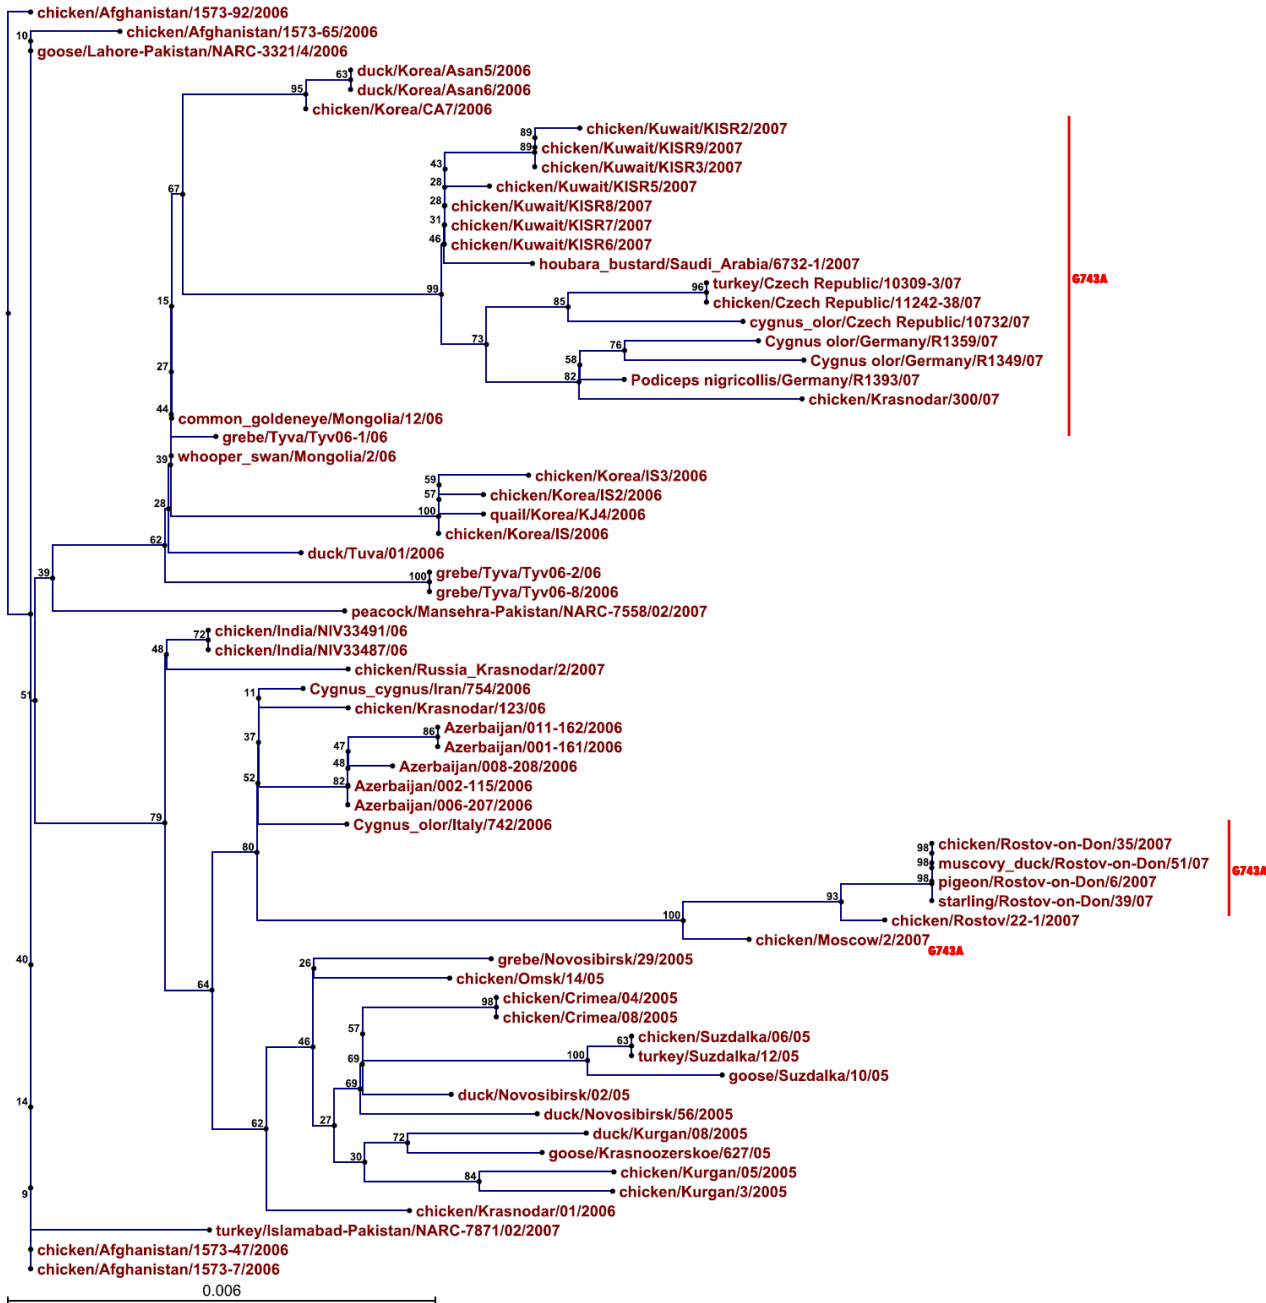 chicken/Afghanistan/1573-92/2006
chicken/Afghanistan/1573-65/2006
10
goose/Lahore-Pakistan/NARC-3321/4/2006
63
duck/Korea/Asan5/2006
95
duck/Korea/Asan6/2006
chicken/Korea/CA7/2006
89
chicken/Kuwait/KISR2/2007
89
chicken/Kuwait/KISR9/2007
43
chicken/Kuwait/KISR3/2007
67
28
chicken/Kuwait/KISR5/2007
28
chicken/Kuwait/KISR8/2007
31
chicken/Kuwait/KISR7/2007
46
chicken/Kuwait/KISR6/2007
houbara_bustard/Saudi_Arabia/6732-1/2007
G743A
99
96
turkey/Czech Republic/10309-3/07
15
85
chicken/Czech Republic/11242-38/07
cygnus_olor/Czech Republic/10732/07
73
76
Cygnus olor/Germany/R1359/07
27
58
Cygnus olor/Germany/R1349/07
82
Podiceps nigricollis/Germany/R1393/07
chicken/Krasnodar/300/07
44
common_goldeneye/Mongolia/12/06
grebe/Tyva/Tyv06-1/06
39
whooper_swan/Mongolia/2/06
59
chicken/Korea/IS3/2006
57
chicken/Korea/IS2/2006
28
100
quail/Korea/KJ4/2006
chicken/Korea/IS/2006
62
duck/Tuva/01/2006
39
100
grebe/Tyva/Tyv06-2/06
grebe/Tyva/Tyv06-8/2006
peacock/Mansehra-Pakistan/NARC-7558/02/2007
72
chicken/India/NIV33491/06
48
chicken/India/NIV33487/06
chicken/Russia_Krasnodar/2/2007
51
11
Cygnus_cygnus/Iran/754/2006
chicken/Krasnodar/123/06
37
86
Azerbaijan/011-162/2006
47
Azerbaijan/001-161/2006
48
Azerbaijan/008-208/2006
52
82
Azerbaijan/002-115/2006
Azerbaijan/006-207/2006
79
Cygnus_olor/Italy/742/2006
80
98
chicken/Rostov-on-Don/35/2007
98
muscovy_duck/Rostov-on-Don/51/07
G743A
98
pigeon/Rostov-on-Don/6/2007
93
starling/Rostov-on-Don/39/07
100
chicken/Rostov/22-1/2007
chicken/Moscow/2/2007
G743A
40
26
grebe/Novosibirsk/29/2005
64
chicken/Omsk/14/05
98
chicken/Crimea/04/2005
chicken/Crimea/08/2005
46
57
63
chicken/Suzdalka/06/05
69
100
turkey/Suzdalka/12/05
goose/Suzdalka/10/05
69
duck/Novosibirsk/02/05
14
duck/Novosibirsk/56/2005
62
27
72
duck/Kurgan/08/2005
30
goose/Krasnoozerskoe/627/05
84
chicken/Kurgan/05/2005
9
chicken/Kurgan/3/2005
chicken/Krasnodar/01/2006
turkey/Islamabad-Pakistan/NARC-7871/02/2007
chicken/Afghanistan/1573-47/2006
chicken/Afghanistan/1573-7/2006
0.006